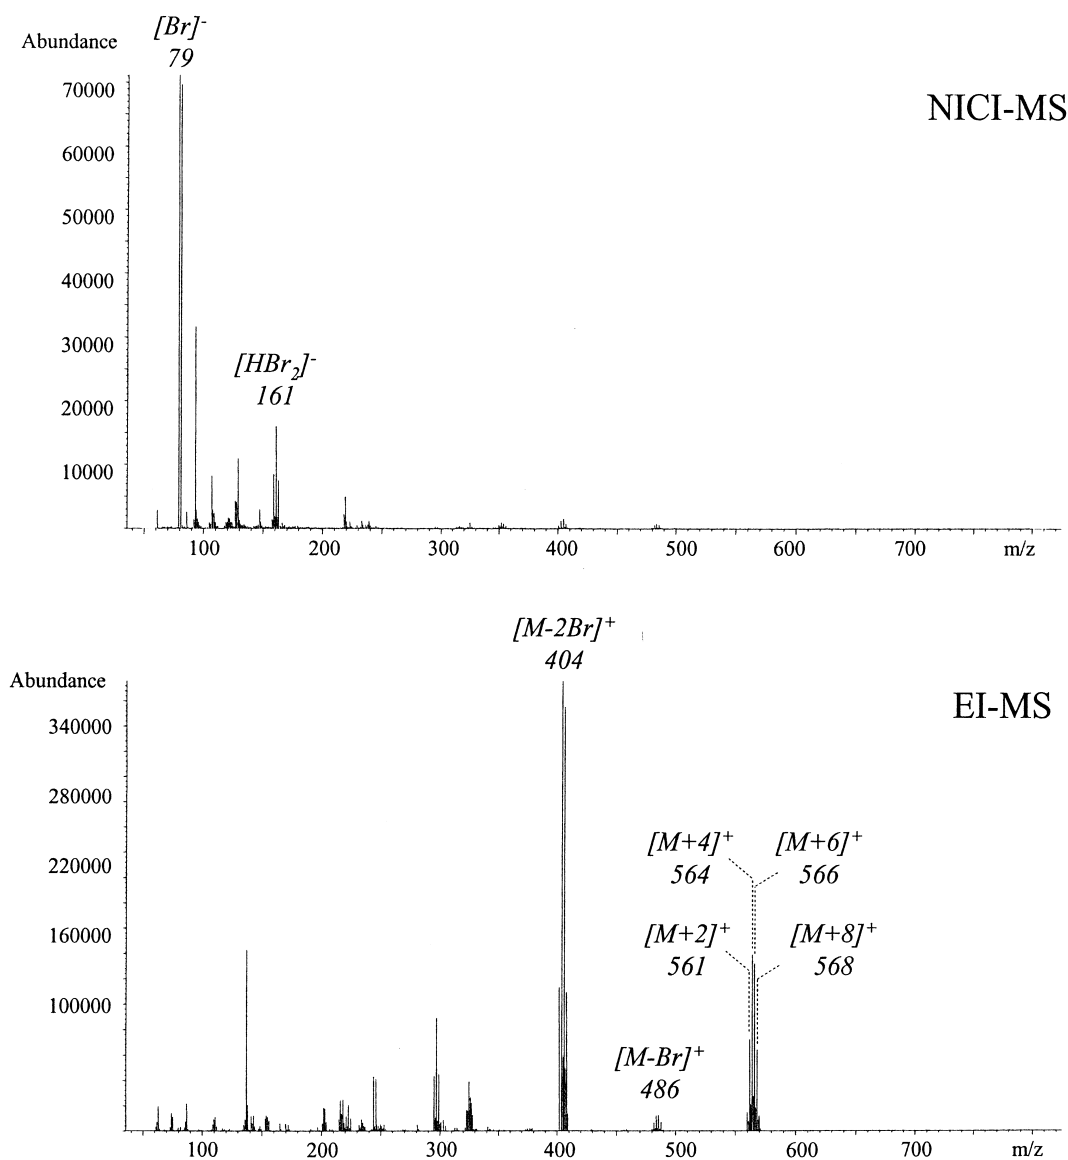 [Br]-
Abundance
79
NICI-MS
70000
60000
50000
40000
30000
20000
10000
[HBr2]-
161
100 200 300 400 500 600 700 m/z
[M-2Br]+
404
Abundance
EI-MS
340000
280000
220000
160000
100000
[M+4]+ [M+6]+
564 566
[M+2]+ [M+8]+
561 568
[M-Br]+
486
100 200 300 400 500 600 700 m/z